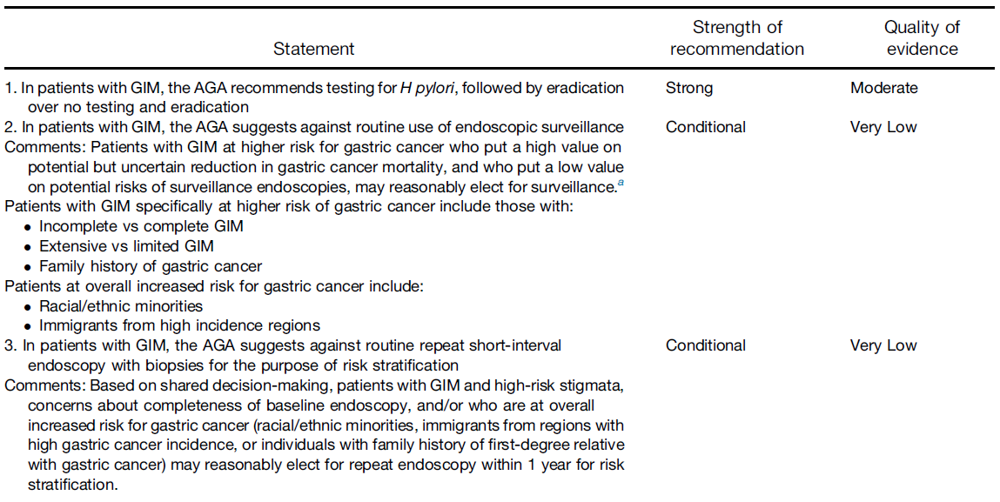 Statement
Strength of
recommendation
Quality of
evidence
1. In patients with GIM, the AGA recommends testing for H pylori, followed by eradication
over no testing and eradication
Strong
Moderate
2. In patients with GIM, the AGA suggests against routine use of endoscopic surveillance
Conditional
Very Low
Comments: Patients with GIM at higher risk for gastric cancer who put a high value on
potential but uncertain reduction in gastric cancer mortality, and who put a low value
on potential risks of surveillance endoscopies, may reasonably elect for surveillance.a
Patients with GIM specifically at higher risk of gastric cancer include those with:
• Incomplete vs complete GIM
• Extensive vs limited GIM
• Family history of gastric cancer
Patients at overall increased risk for gastric cancer include:
• Racial/ethnic minorities
• Immigrants from high incidence regions
3. In patients with GIM, the AGA suggests against routine repeat short-interval
endoscopy with biopsies for the purpose of risk stratification
Conditional
Very Low
Comments: Based on shared decision-making, patients with GIM and high-risk stigmata,
concerns about completeness of baseline endoscopy, and/or who are at overall
increased risk for gastric cancer (racial/ethnic minorities, immigrants from regions with
high gastric cancer incidence, or individuals with family history of first-degree relative
with gastric cancer) may reasonably elect for repeat endoscopy within 1 year for risk
stratification.